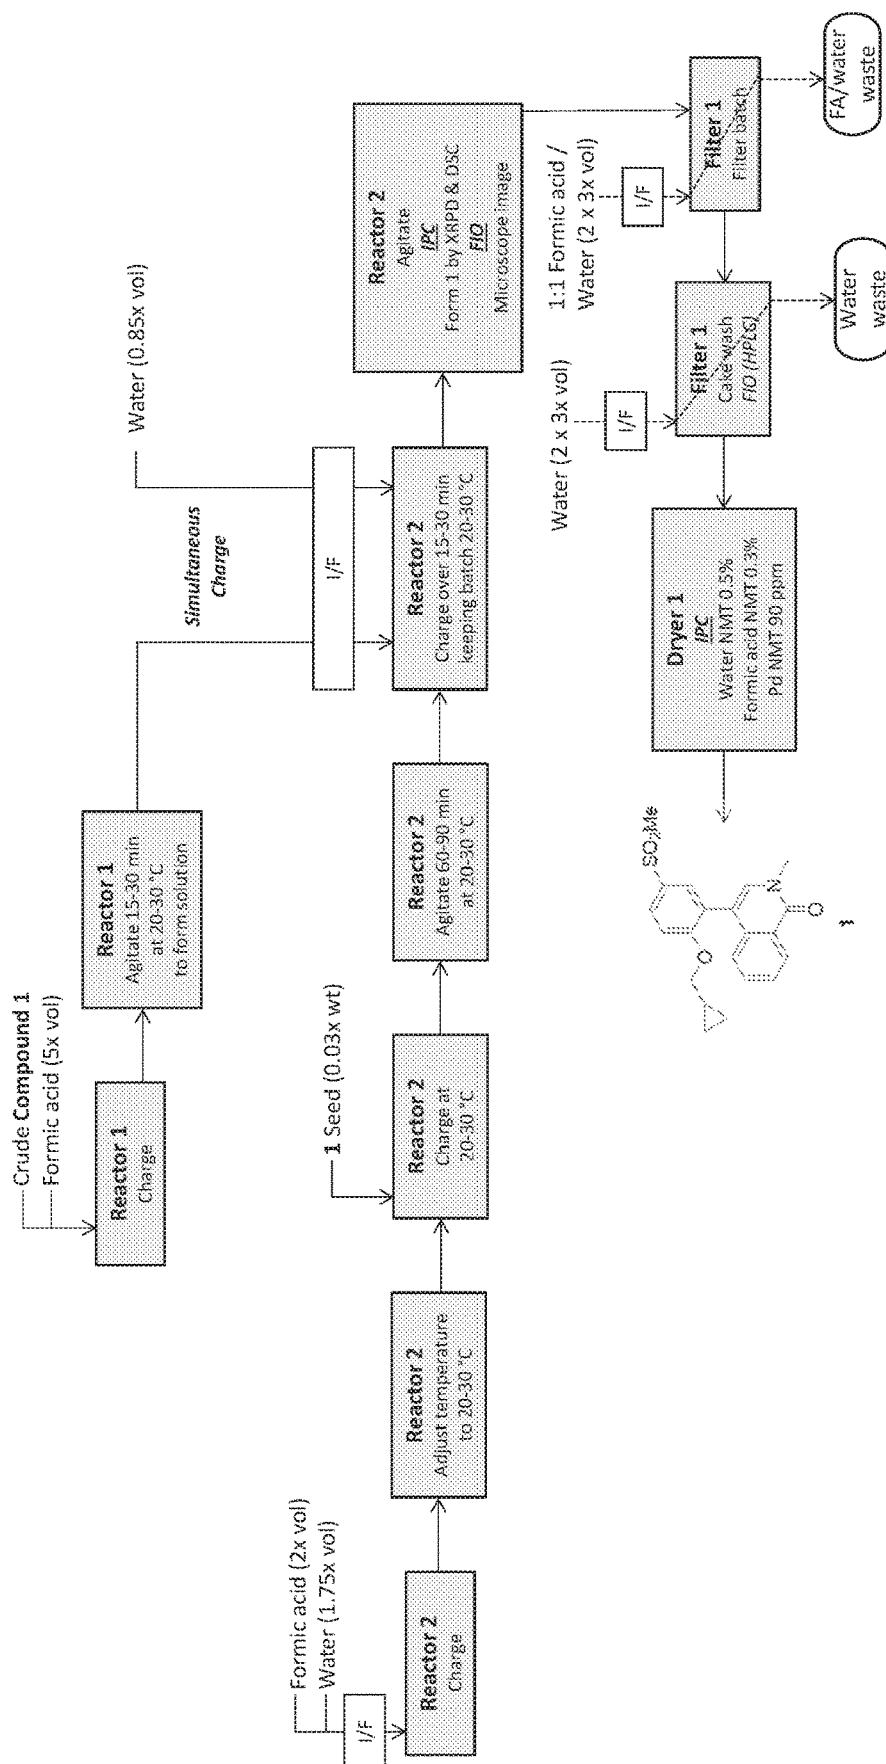 Crude Compound 1
Formic acid (5x vol)
Reactor 1
Charge
Reactor 1
Agitate 15-30 min
at 20-30 °C
to form solution
Simultaneous
Charge
Water (0.85x vol)
Formic acid (2x vol)
Water (1.75x vol)
I/F
Reactor 2
Charge
Reactor 2
Adjust temperature
to 20-30 °C
1 Seed (0.03x wt)
Reactor 2
Charge at
20-30 °C
Reactor 2
Agitate 60-90 min
at 20-30 °C
I/F
Reactor 2
Charge over 15-30 min
keeping batch 20-30 °C
Reactor 2
Agitate
IPC
Form 1 by XRPD & DSC
FIO
Microscope image
1:1 Formic acid /
Water (2 x 3x vol)
I/F
Filter 1
Filter batch
FA/water
waste
Water (2 x 3x vol)
I/F
Filter 1
Cake wash
FIO (HPLC)
Water
waste
Dryer 1
IPC
Water NMT 0.5%
Formic acid NMT 0.3%
Pd NMT 90 ppm
SO2Me
O
N
O